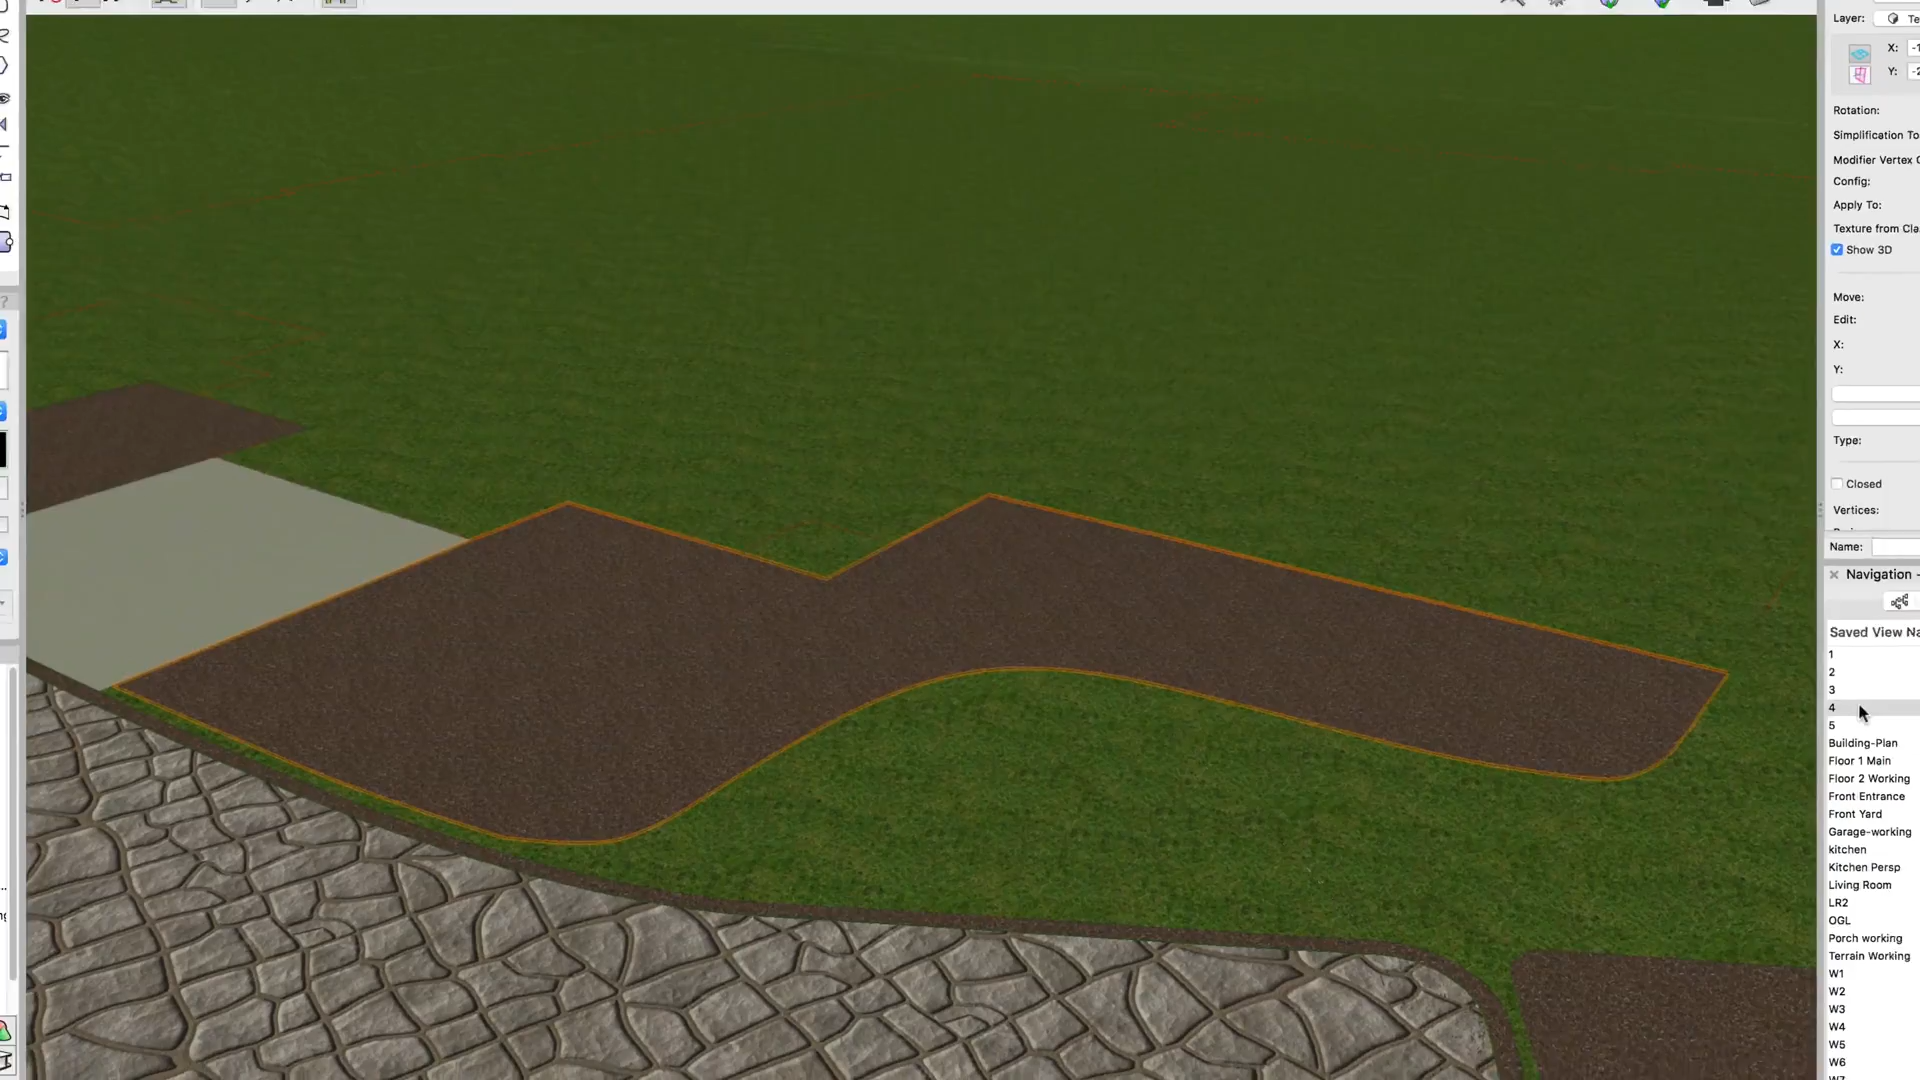 Layer:
X:
Y:
Rotation:
Simplification To
Modifier Vertex
Config:
Apply To:
Texture from Cla
Show 3D
Move:
Edit:
X:
Y:
Type:
Closed
Vertices:
Name:
Navigation -
Saved View Na
1
2
3
4
5
Building-Plan
Floor 1 Main
Floor 2 Working
Front Entrance
Front Yard
Garage-working
kitchen
Kitchen Persp
Living Room
LR2
OGL
Porch working
Terrain Working
W1
W2
W3
W4
W5
W6